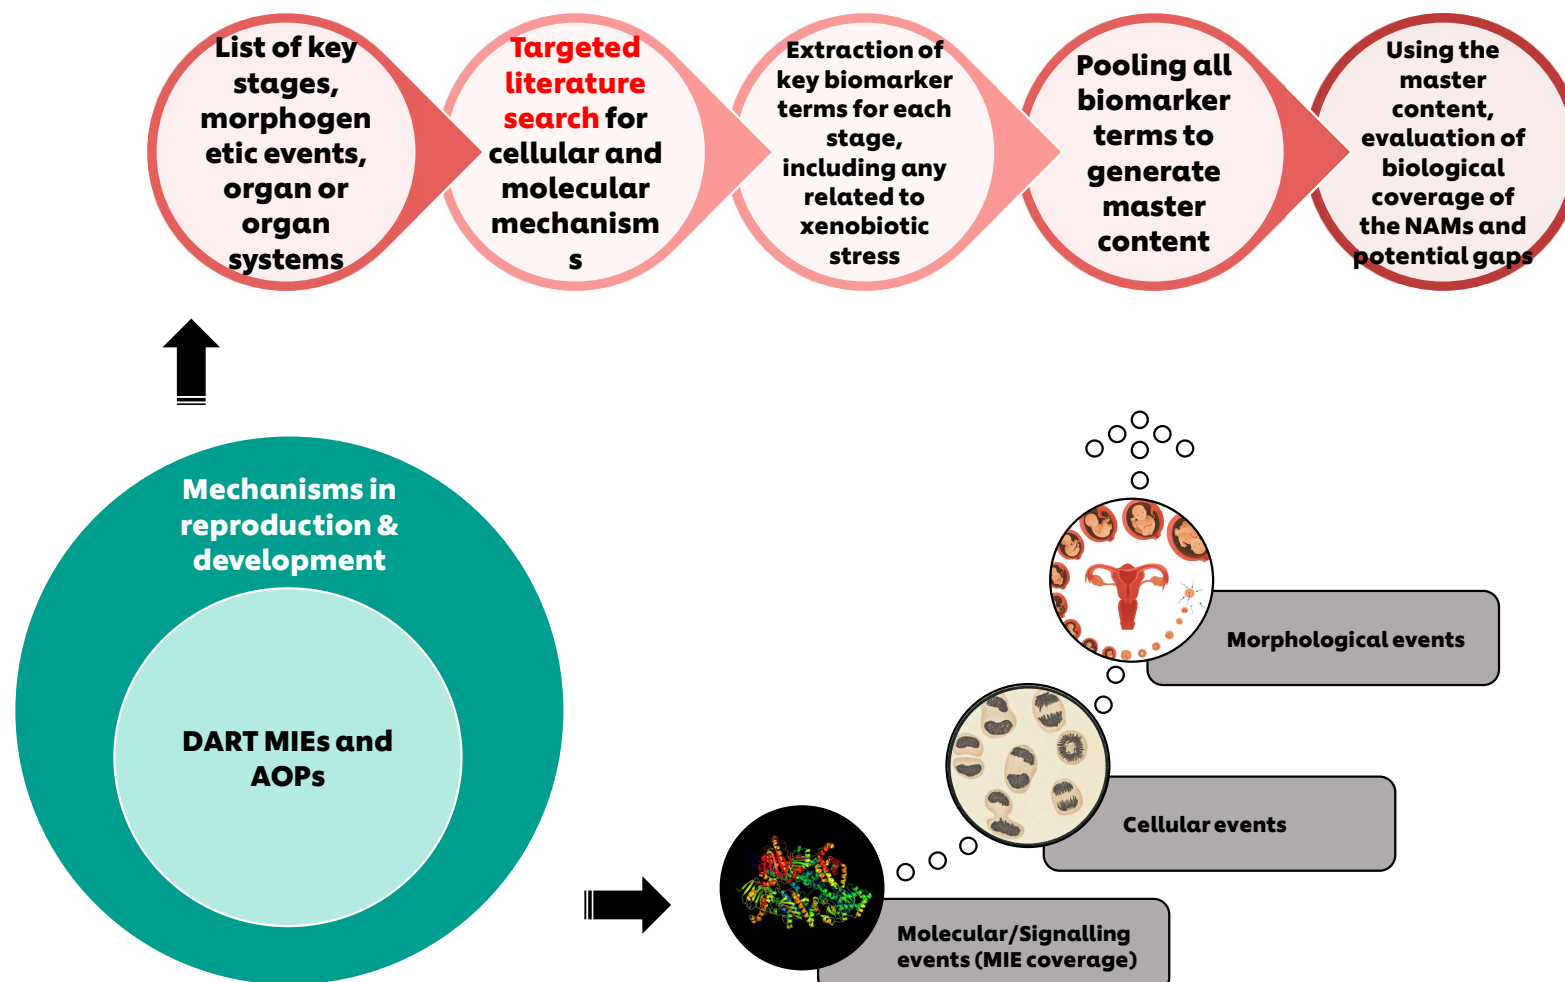 List of key
stages,
morphogen
etic events,
organ or
organ
systems
Targeted
literature
search for
cellular and
molecular
mechanism
s
Extraction of
key biomarker
terms for each
stage,
including any
related to
xenobiotic
stress
Pooling all
biomarker
terms to
generate
master
content
Using the
master
content,
evaluation of
biological
coverage of
the NAMs and
potential gaps
Mechanisms in
reproduction &
development
DART MIEs and
AOPs
Morphological events
Cellular events
Molecular/Signalling
events (MIE coverage)